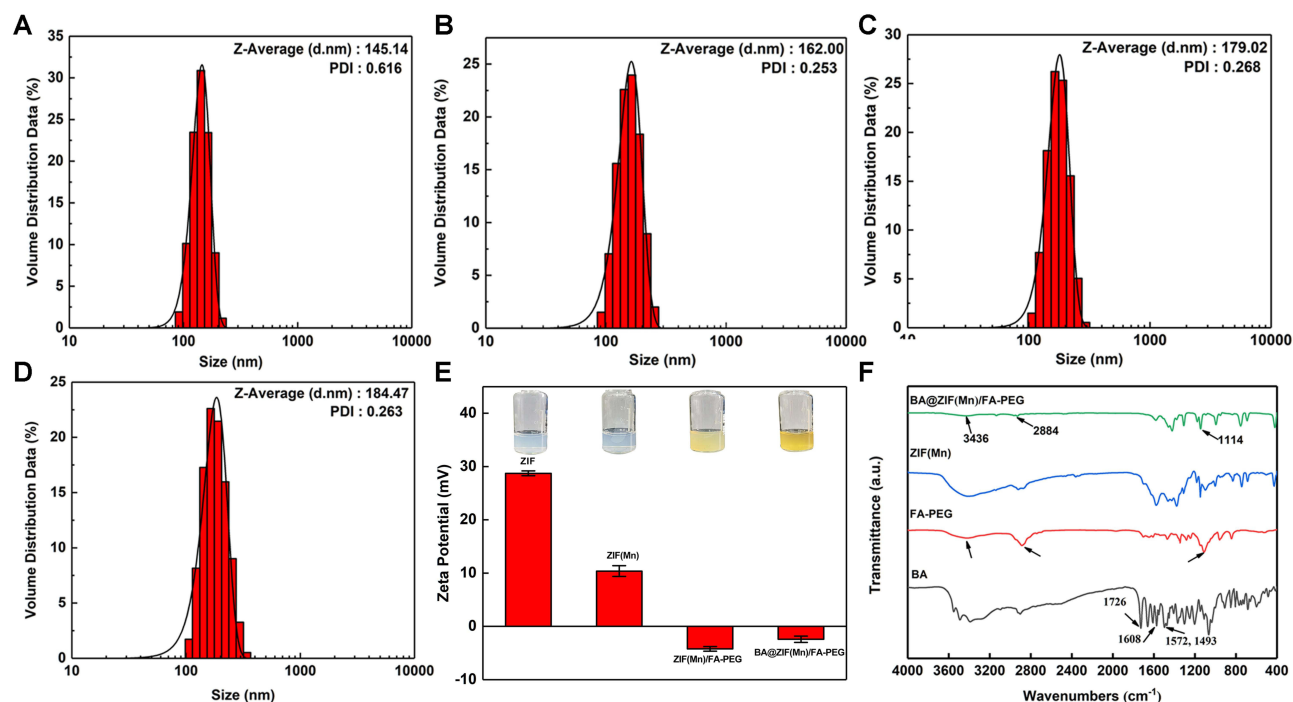 A
Z-Average (d.nm) : 145.14
PDI : 0.616
Volume Distribution Data (%)
35
30
25
20
15
10
5
0
10
100
1000
10000
Size (nm)
B
Z-Average (d.nm) : 162.00
PDI : 0.253
Volume Distribution Data (%)
25
20
15
10
5
0
10
100
1000
10000
Size (nm)
C
Z-Average (d.nm) : 179.02
PDI : 0.268
Volume Distribution Data (%)
30
25
20
15
10
5
0
10
100
1000
10000
Size (nm)
D
Z-Average (d.nm) : 184.47
PDI : 0.263
Volume Distribution Data (%)
25
20
15
10
5
0
10
100
1000
10000
Size (nm)
E
Zeta Potential (mV)
40
30
20
10
0
-10
ZIF
ZIF(Mn)
ZIF(Mn)/FA-PEG
BA@ZIF(Mn)/FA-PEG
F
Transmittance (a.u.)
BA@ZIF(Mn)/FA-PEG
3436
2884
1114
ZIF(Mn)
FA-PEG
BA
1726
1608
1572, 1493
4000
3600
3200
2800
2400
2000
1600
1200
800
400
Wavenumbers (cm⁻¹)